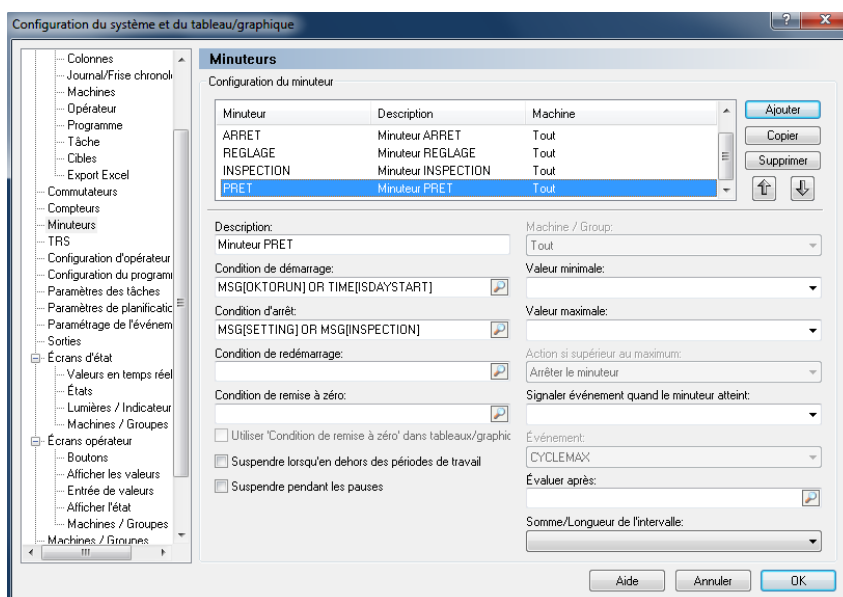 Configuration du système et du tableau/graphique
Colonnes
Journal/Frise chronol
Machines
Opérateur
Programme
Tâche
Cibles
Export Excel
Commutateurs
Compteurs
Minuteurs
TRS
Configuration d'opérateur
Configuration du programm
Paramètres des tâches
Paramètres de planificatic
Paramétrage de l'événem
Sorties
Écrans d'état
Valeurs en temps réel
États
Lumières / Indicateur
Machines / Groupes
Écrans opérateur
Boutons
Afficher les valeurs
Entrée de valeurs
Afficher l'état
Machines / Groupes
Machines / Groupes
Minuteurs
Configuration du minuteur
Minuteur Description Machine
ARRET Minuteur ARRET Tout
REGLAGE Minuteur REGLAGE Tout
INSPECTION Minuteur INSPECTION Tout
PRET Minuteur PRET Tout
Ajouter
Copier
Supprimer
Description:
Minuteur PRET
Condition de démarrage:
MSG[OKTORUN] OR TIME[ISDAYSTART]
Condition d'arrêt:
MSG[SETTING] OR MSG[INSPECTION]
Condition de redémarrage:
Condition de remise à zéro:
Utiliser 'Condition de remise à zéro' dans tableaux/graphic
Suspendre lorsqu'en dehors des périodes de travail
Suspendre pendant les pauses
Machine / Group:
Tout
Valeur minimale:
Valeur maximale:
Action si supérieur au maximum:
Arrêter le minuteur
Signaler événement quand le minuteur atteint:
Événement:
CYCLEMAX
Évaluer après:
Somme/Longueur de l'intervalle:
Aide Annuler OK